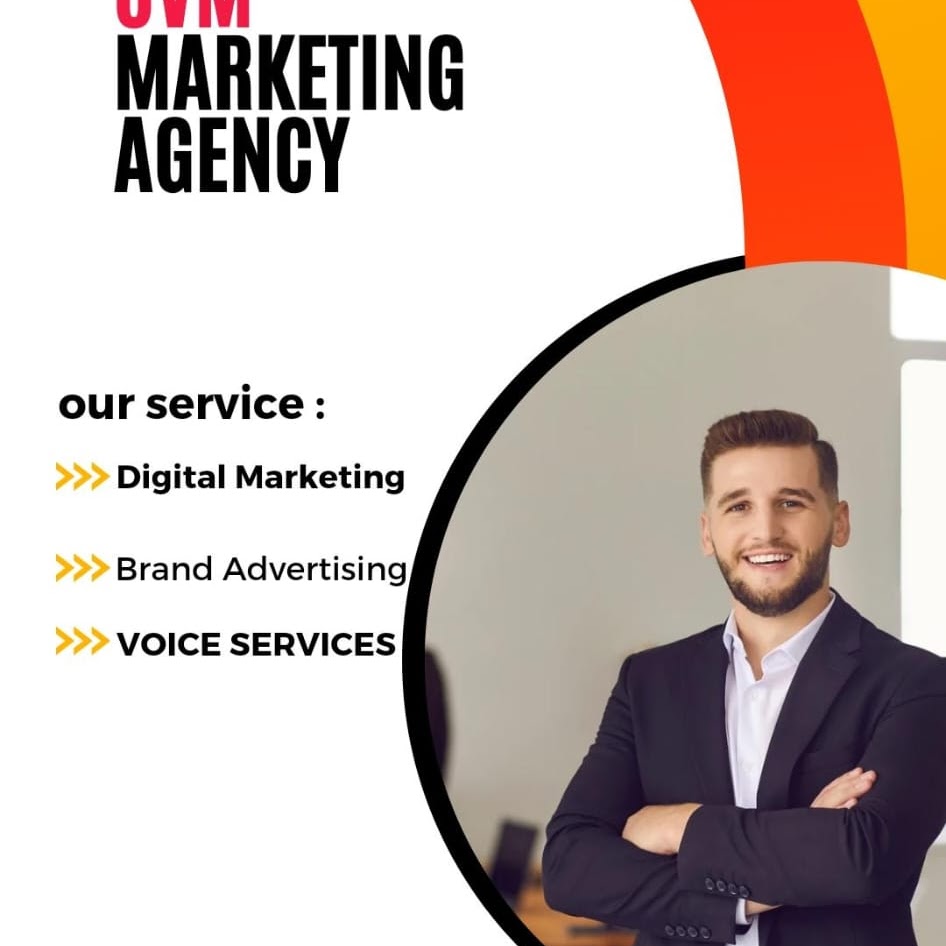 MARKETING
AGENCY
our service :
Digital Marketing
Brand Advertising
VOICE SERVICES